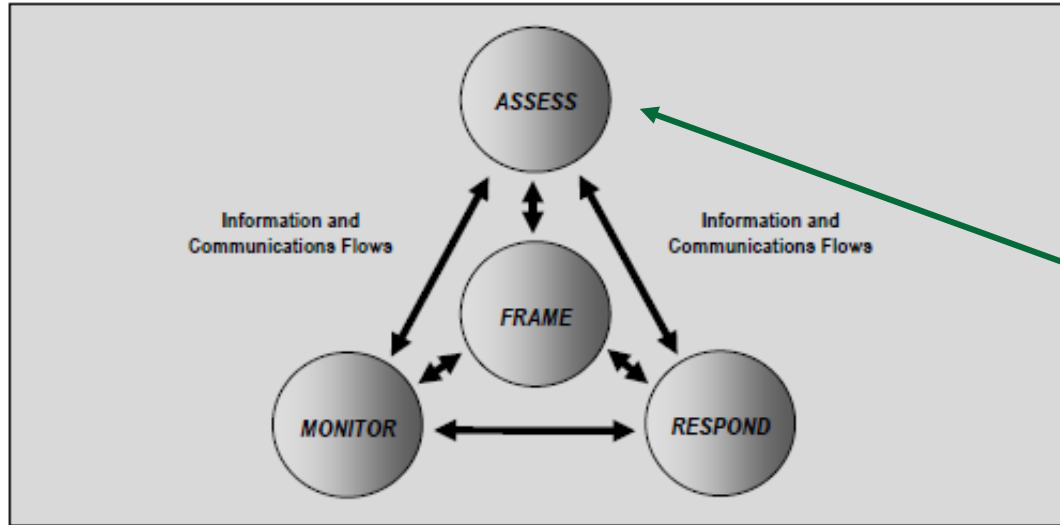 ASSESS
Information and
Communications Flows
Information and
Communications Flows
FRAME
MONITOR
RESPOND